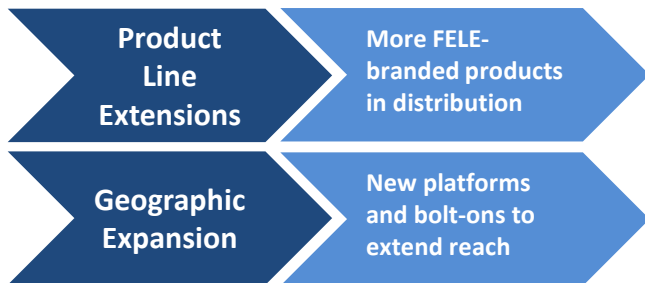 Product
Line
Extensions
More FELE-
branded products
in distribution
Geographic
Expansion
New platforms
and bolt-ons to
extend reach